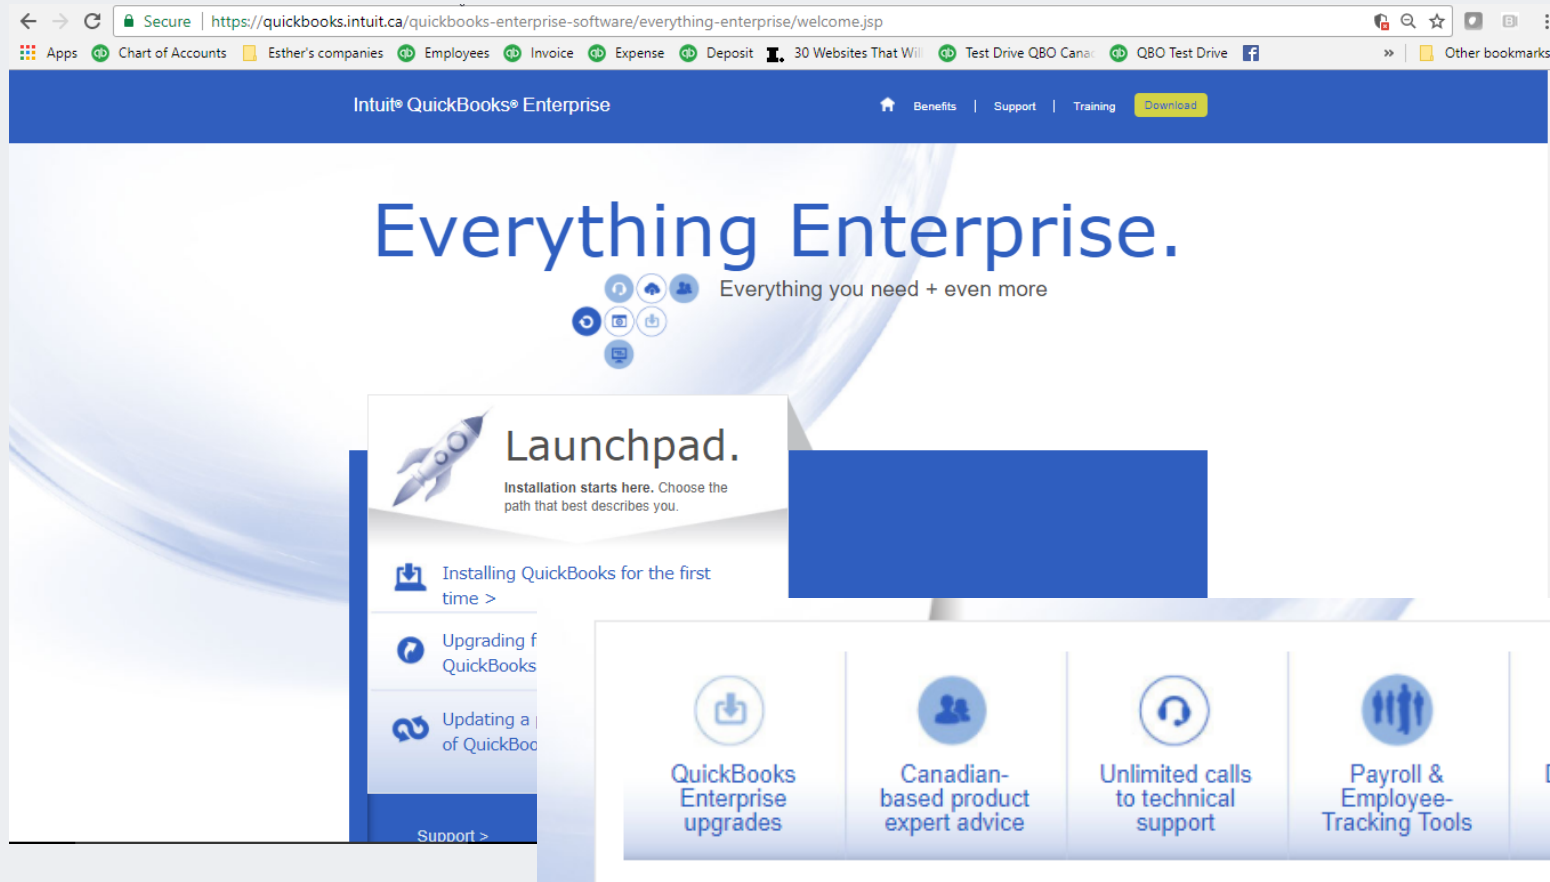 Secure | https://quickbooks.intuit.ca/quickbooks-enterprise-software/everything-enterprise/welcome.jsp
Apps Chart of Accounts Esther's companies Employees Invoice Expense Deposit 30 Websites That Wil Test Drive QBO Canad QBO Test Drive » Other bookmarks
Intuit® QuickBooks® Enterprise
Benefits | Support | Training Download
Everything Enterprise.
Everything you need + even more
Launchpad.
Installation starts here. Choose the
path that best describes you.
Installing QuickBooks for the first
time >
Upgrading f
QuickBooks
Updating a
of QuickBoo
Support >
QuickBooks
Enterprise
upgrades
Canadian-
based product
expert advice
Unlimited calls
to technical
support
Payroll &
Employee-
Tracking Tools